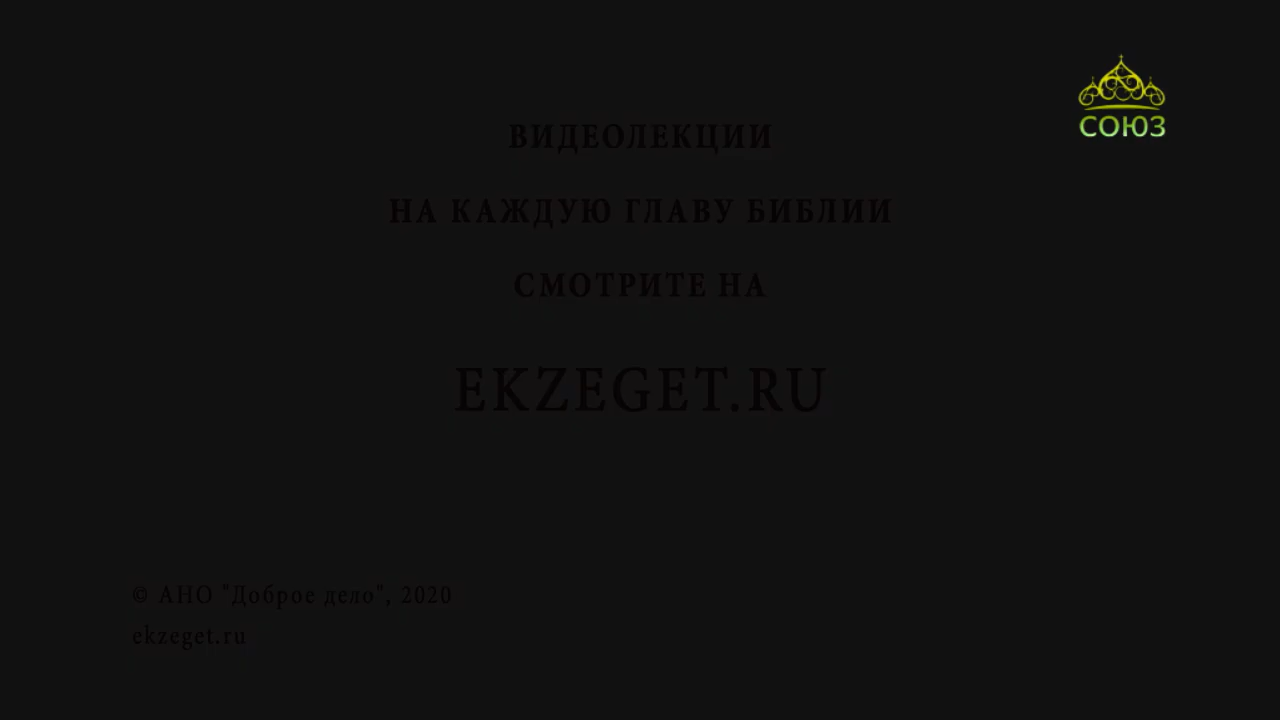 СОЮЗ
ВИДЕОЛЕКЦИИ
НА КАЖДУЮ ГЛАВУ БИБЛИИ
СМОТРИТЕ НА
EKZEGET.RU
© АНО "Доброе дело", 2020
ekzeget.ru